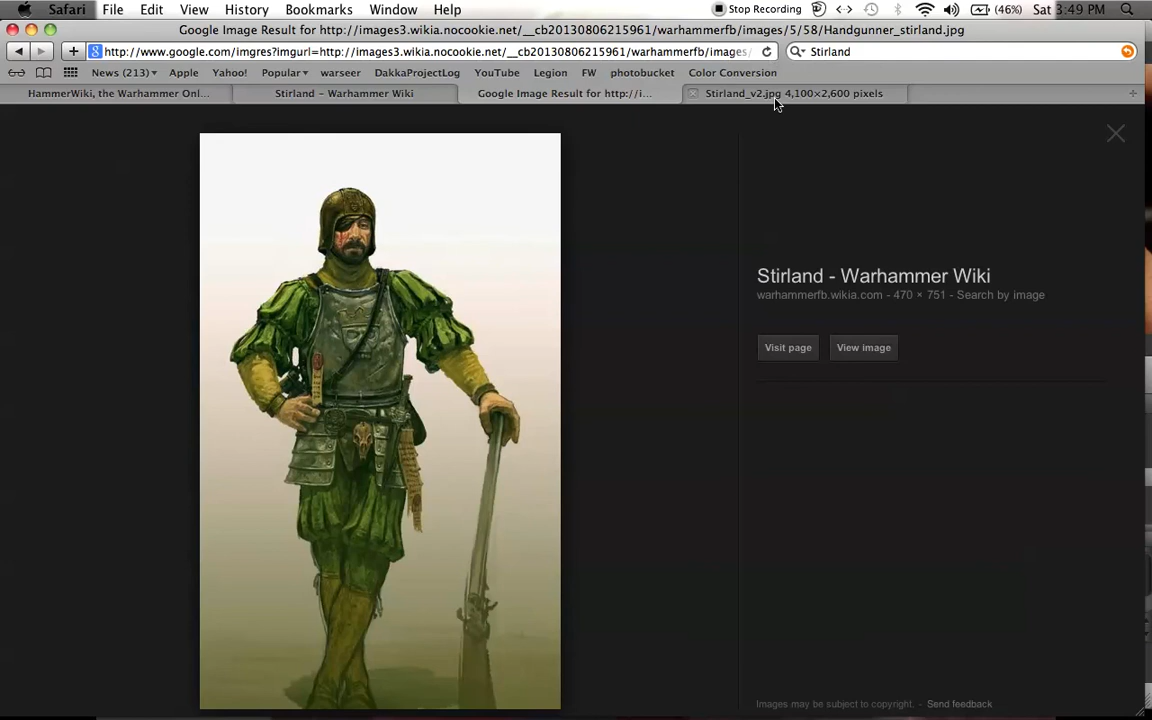 Safari File Edit View History Bookmarks Window Help Stop Recording (46%) Sat 3:49 PM
Google Image Result for http://images3.wikia.nocookie.net/__cb20130806215961/warhammerfb/images/5/58/Handgunner_stirland.jpg
http://www.google.com/imgres?imgurl=http://images3.wikia.nocookie.net/__cb20130806215961/warhammerfb/images/ Stirland
News (213) Apple Yahoo! Popular warseer DakkaProjectLog YouTube Legion FW photobucket Color Conversion
HammerWiki, the Warhammer Onl... Stirland – Warhammer Wiki Google Image Result for http://i... Stirland_v2.jpg 4,100×2,600 pixels
Stirland - Warhammer Wiki
warhammerfb.wikia.com - 470 × 751 - Search by image
Visit page View image
Images may be subject to copyright. - Send feedback